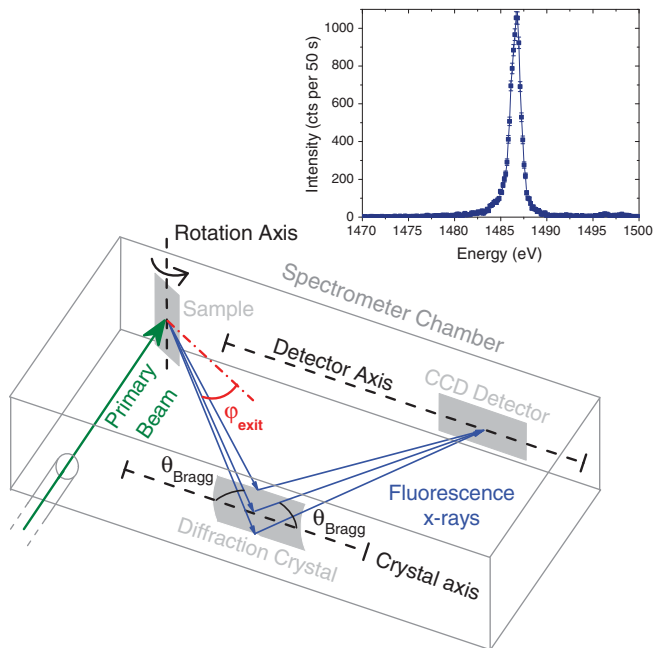 1000
800
600
400
200
0
Intensity (cts per 50 s)
1470 1475 1480 1485 1490 1495 1500
Energy (eV)
Rotation Axis
Sample
Spectrometer Chamber
Detector Axis
CCD Detector
Primary
Beam
φexit
θBragg
θBragg
Fluorescence
x-rays
Diffraction Crystal
Crystal axis